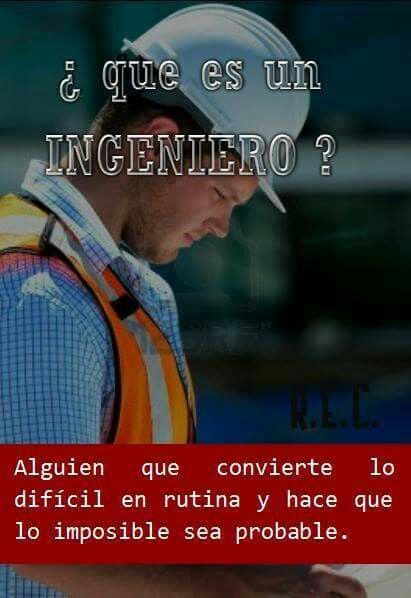 ¿ que es un
INGENIERO ?
R.E.C.
Alguien que convierte lo
difícil en rutina y hace que
lo imposible sea probable.